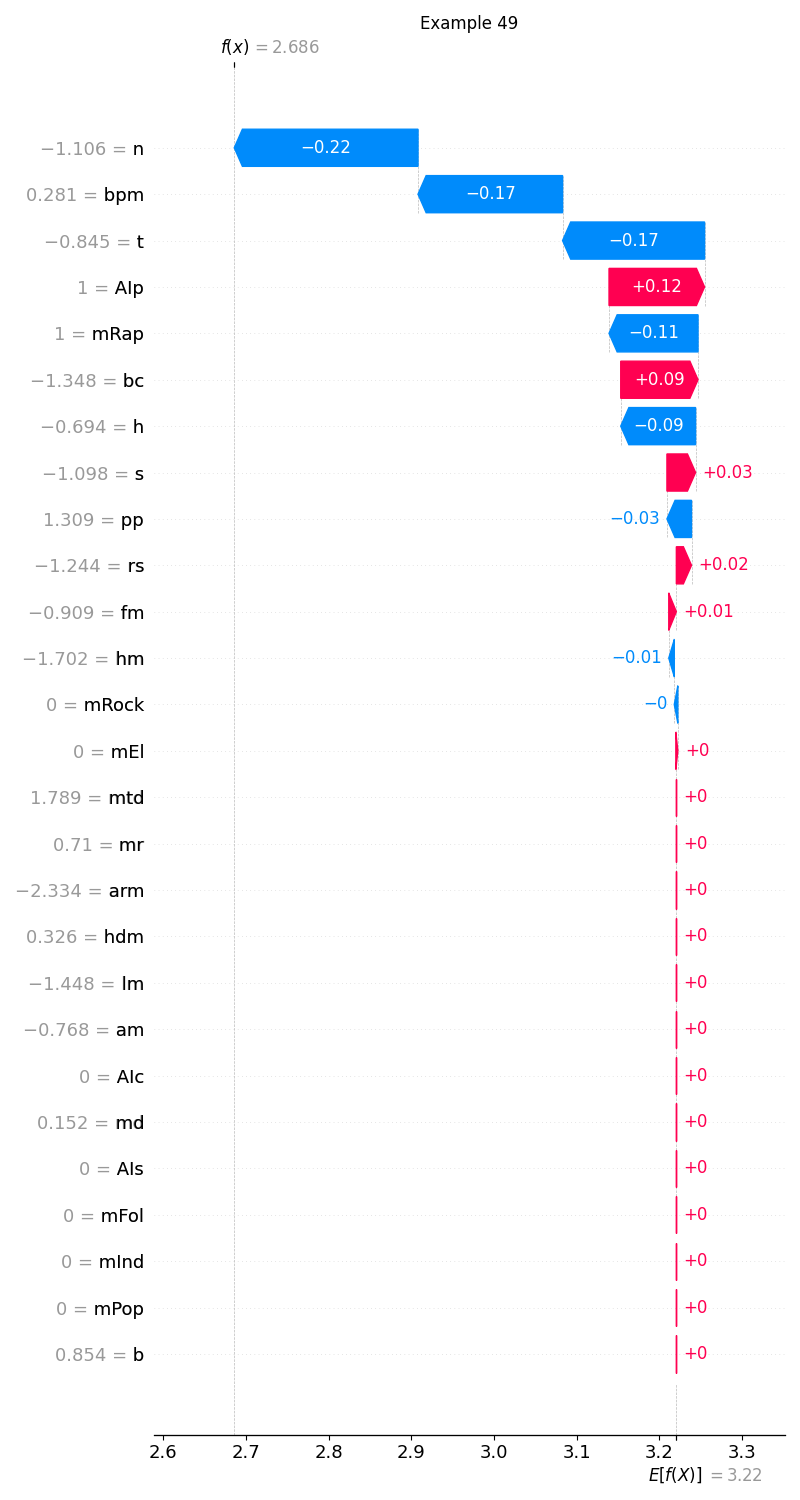 Example 49
f(x) = 2.686
−1.106 = n −0.22
0.281 = bpm −0.17
−0.845 = t −0.17
1 = AIp +0.12
1 = mRap −0.11
−1.348 = bc +0.09
−0.694 = h −0.09
−1.098 = s +0.03
1.309 = pp −0.03
−1.244 = rs +0.02
−0.909 = fm +0.01
−1.702 = hm −0.01
0 = mRock −0
0 = mEl +0
1.789 = mtd +0
0.71 = mr +0
−2.334 = arm +0
0.326 = hdm +0
−1.448 = lm +0
−0.768 = am +0
0 = AIc +0
0.152 = md +0
0 = AIs +0
0 = mFol +0
0 = mInd +0
0 = mPop +0
0.854 = b +0
2.6 2.7 2.8 2.9 3.0 3.1 3.2 3.3
E[f(X)] = 3.22